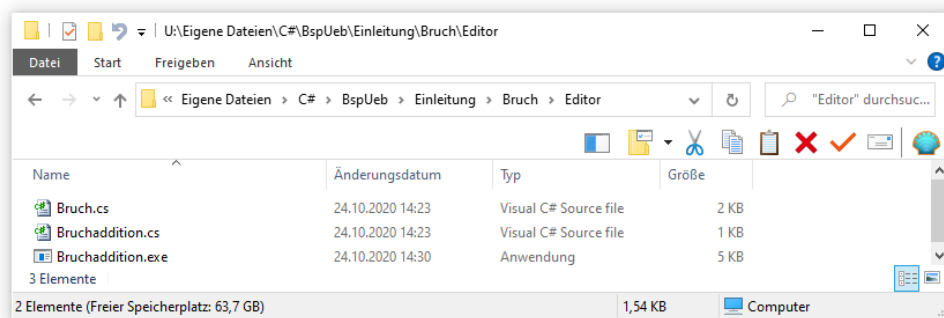 U:\Eigene Dateien\C#\BspUeb\Einleitung\Bruch\Editor
Datei Start Freigeben Ansicht
« Eigene Dateien > C# > BspUeb > Einleitung > Bruch > Editor "Editor" durchsuc...
Name Änderungsdatum Typ Größe
Bruch.cs 24.10.2020 14:23 Visual C# Source file 2 KB
Bruchaddition.cs 24.10.2020 14:23 Visual C# Source file 1 KB
Bruchaddition.exe 24.10.2020 14:30 Anwendung 5 KB
3 Elemente
2 Elemente (Freier Speicherplatz: 63,7 GB) 1,54 KB Computer